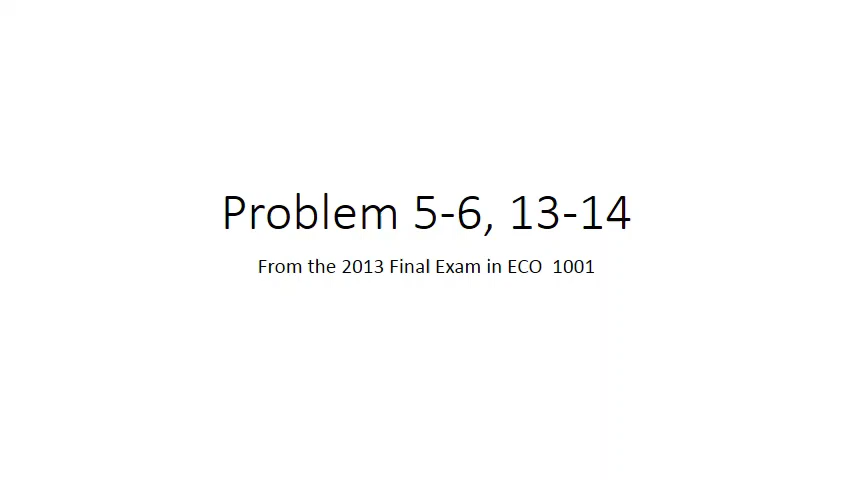 Problem 5-6, 13-14
From the 2013 Final Exam in ECO  1001